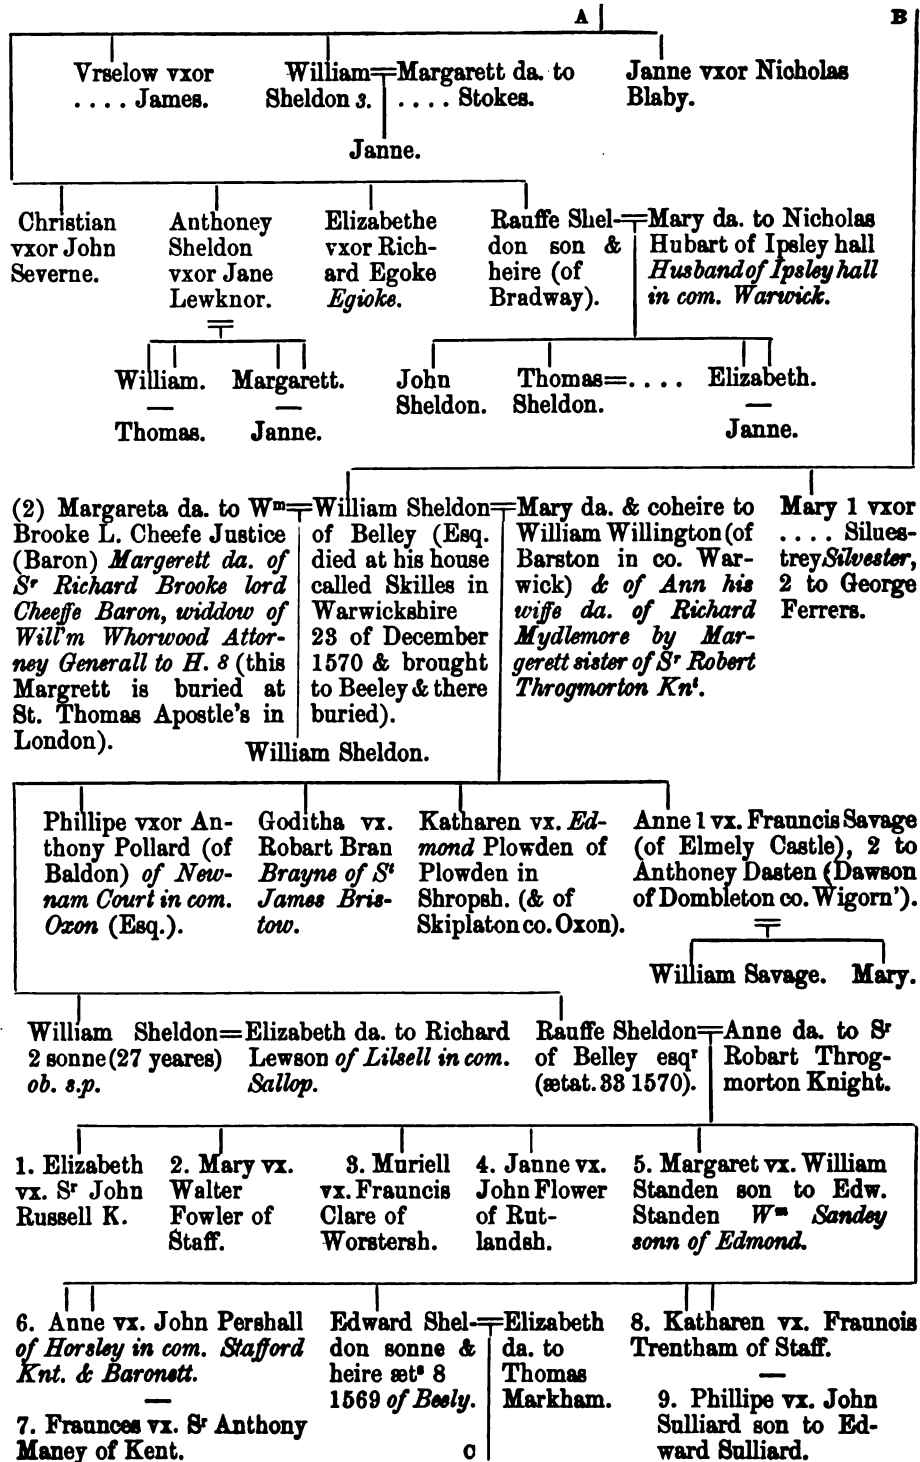 A
B
Vrselow vxor
. . . . James.
William
Sheldon 3.
Margarett da. to
. . . . Stokes.
Janne vxor Nicholas
Blaby.
Janne.
Christian
vxor John
Severne.
Anthoney
Sheldon
vxor Jane
Lewknor.
Elizabethe
vxor Rich-
ard Egoke
Egioke.
Rauffe Shel-
don son &
heire (of
Bradway).
Mary da. to Nicholas
Hubart of Ipsley hall
Husband of Ipsley hall
in com. Warwick.
William.
—
Thomas.
Margarett.
—
Janne.
John
Sheldon.
Thomas=. . . .
Sheldon.
Elizabeth.
—
Janne.
(2) Margareta da. to Wᵐ
Brooke L. Cheefe Justice
(Baron) Margerett da. of
Sʳ Richard Brooke lord
Cheeffe Baron, widdow of
Will'm Whorwood Attor-
ney Generall to H. 8 (this
Margrett is buried at
St. Thomas Apostle's in
London).
William Sheldon
of Belley (Esq.
died at his house
called Skilles in
Warwickshire
23 of December
1570 & brought
to Beeley & there
buried).
Mary da. & coheire to
William Willington (of
Barston in co. War-
wick) & of Ann his
wiffe da. of Richard
Mydlemore by Mar-
gerett sister of Sʳ Robert
Throgmorton Knᵗ.
Mary 1 vxor
. . . . Silues-
trey Silvester,
2 to George
Ferrers.
William Sheldon.
Phillipe vxor An-
thony Pollard (of
Baldon) of New-
nam Court in com.
Oxon (Esq.).
Goditha vx.
Robart Bran
Brayne of Sᵗ
James Bris-
tow.
Katharen vx. Ed-
mond Plowden of
Plowden in
Shropsh. (& of
Skiplaton co. Oxon).
Anne 1 vx. Frauncis Savage
(of Elmely Castle), 2 to
Anthoney Dasten (Dawson
of Dombleton co. Wigorn').
William Savage.
Mary.
William Sheldon=
2 sonne (27 yeares)
ob. s.p.
Elizabeth da. to Richard
Lewson of Lilsell in com.
Sallop.
Rauffe Sheldon
of Belley esqʳ
(ætat. 33 1570).
Anne da. to Sʳ
Robart Throg-
morton Knight.
1. Elizabeth
vx. Sʳ John
Russell K.
2. Mary vx.
Walter
Fowler of
Staff.
3. Muriell
vx. Frauncis
Clare of
Worstersh.
4. Janne vx.
John Flower
of Rut-
landsh.
5. Margaret vx. William
Standen son to Edw.
Standen Wᵐ Sandey
sonn of Edmond.
6. Anne vx. John Pershall
of Horsley in com. Stafford
Knt. & Baronett.
—
7. Fraunces vx. Sʳ Anthony
Maney of Kent.
Edward Shel-
don sonne &
heire ætˢ 8
1569 of Beely.
Elizabeth
da. to
Thomas
Markham.
8. Katharen vx. Frauncis
Trentham of Staff.
—
9. Phillipe vx. John
Sulliard son to Ed-
ward Sulliard.
C